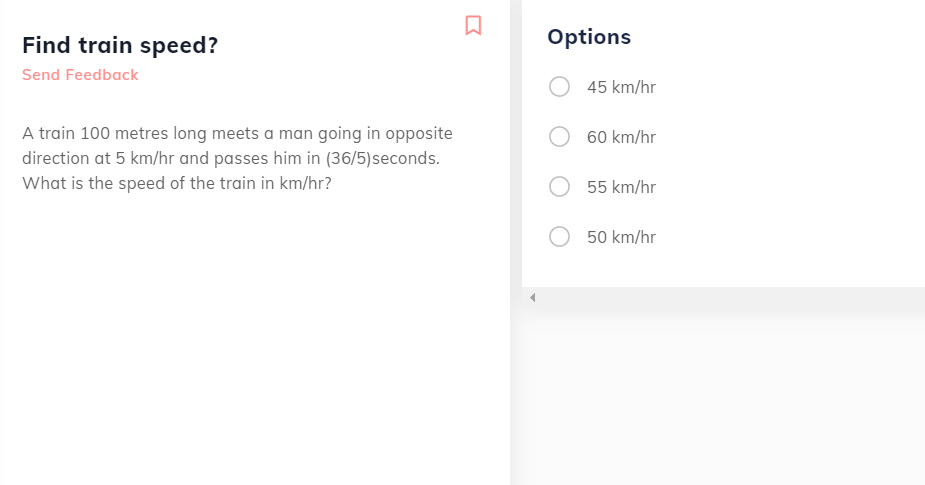 Find train speed?
Send Feedback
A train 100 metres long meets a man going in opposite
direction at 5 km/hr and passes him in (36/5)seconds.
What is the speed of the train in km/hr?
Options
45 km/hr
60 km/hr
55 km/hr
50 km/hr